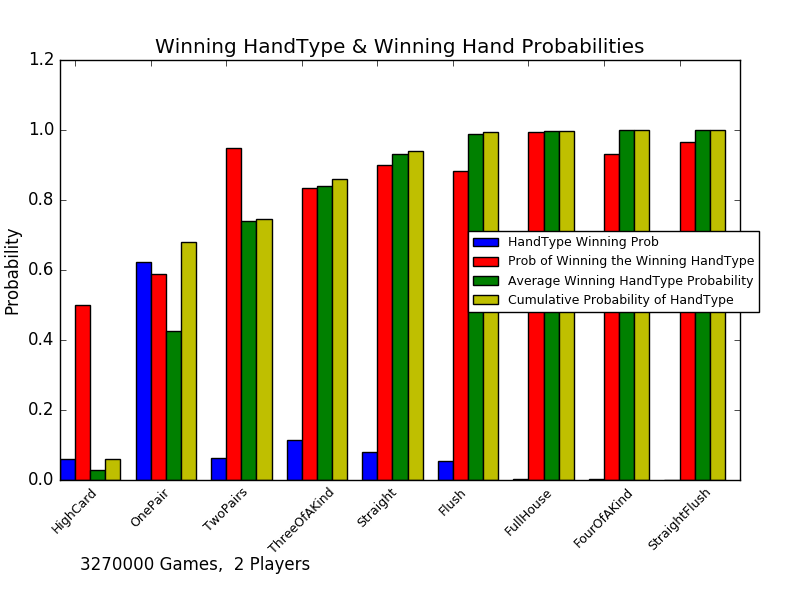 Winning HandType & Winning Hand Probabilities
1.2
1.0
0.8
0.6
0.4
0.2
0.0
Probability
HandType Winning Prob
Prob of Winning the Winning HandType
Average Winning HandType Probability
Cumulative Probability of HandType
HighCard
OnePair
TwoPairs
ThreeOfAKind
Straight
Flush
FullHouse
FourOfAKind
StraightFlush
3270000 Games,  2 Players